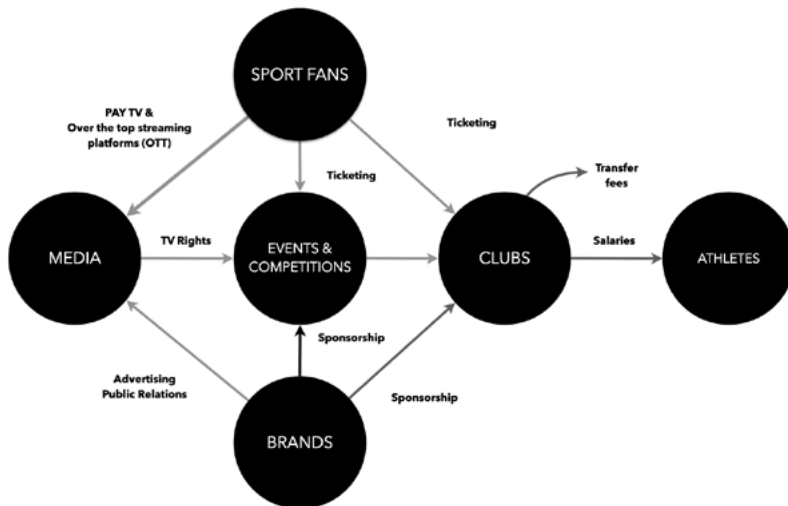 SPORT FANS
PAY TV &
Over the top streaming
platforms (OTT)
Ticketing
Ticketing
Transfer
fees
MEDIA
TV Rights
EVENTS &
COMPETITIONS
CLUBS
Salaries
ATHLETES
Sponsorship
Advertising
Public Relations
Sponsorship
BRANDS